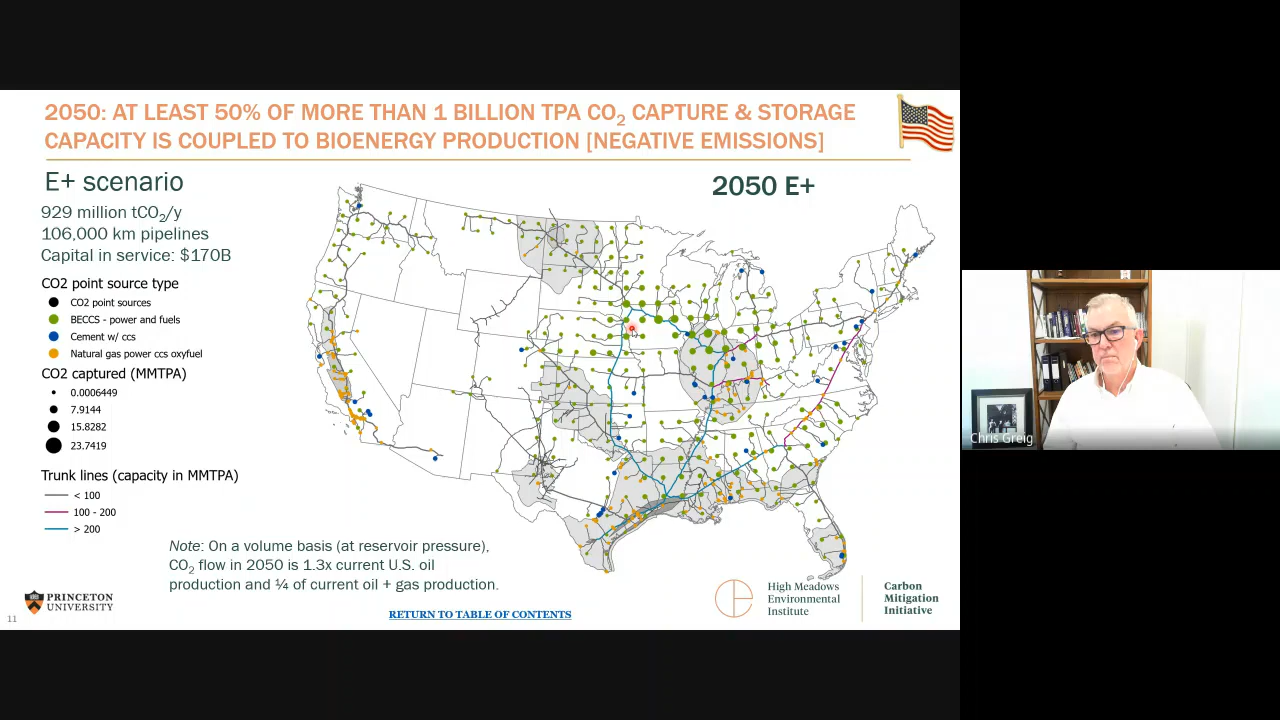 2050: AT LEAST 50% OF MORE THAN 1 BILLION TPA CO2 CAPTURE & STORAGE
CAPACITY IS COUPLED TO BIOENERGY PRODUCTION [NEGATIVE EMISSIONS]
E+ scenario
929 million tCO2/y
106,000 km pipelines
Capital in service: $170B
2050 E+
CO2 point source type
CO2 point sources
BECCS - power and fuels
Cement w/ ccs
Natural gas power ccs oxyfuel
CO2 captured (MMTPA)
0.0006449
7.9144
15.8282
23.7419
Trunk lines (capacity in MMTPA)
< 100
100 - 200
> 200
Note: On a volume basis (at reservoir pressure),
CO2 flow in 2050 is 1.3x current U.S. oil
production and ¼ of current oil + gas production.
RETURN TO TABLE OF CONTENTS
11
PRINCETON
UNIVERSITY
High Meadows
Environmental
Institute
Carbon
Mitigation
Initiative
Chris Greig